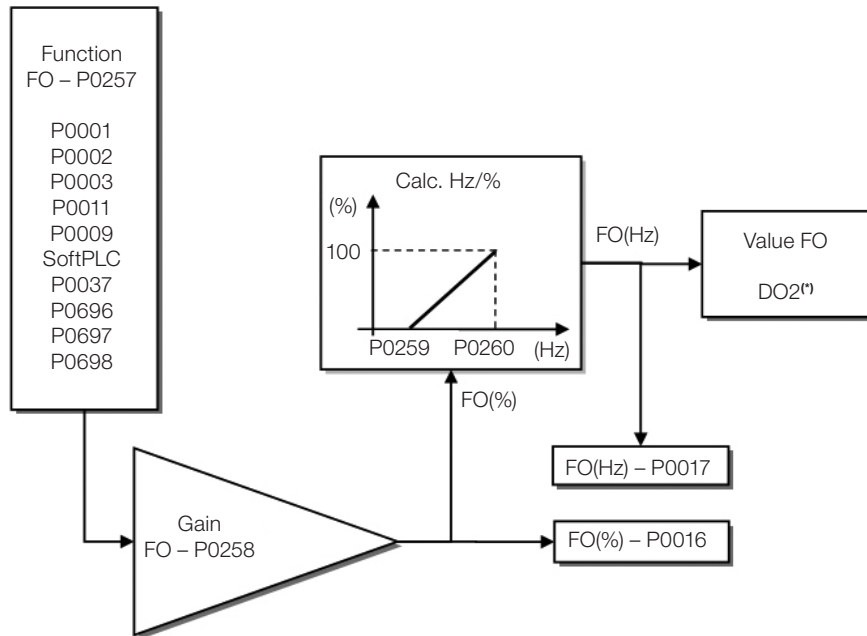 Function
FO – P0257
P0001
P0002
P0003
P0011
P0009
SoftPLC
P0037
P0696
P0697
P0698
Calc. Hz/%
(%)
100
P0259 P0260 (Hz)
FO(Hz)
Value FO
DO2(*)
FO(%)
FO(Hz) – P0017
Gain
FO – P0258
FO(%) – P0016